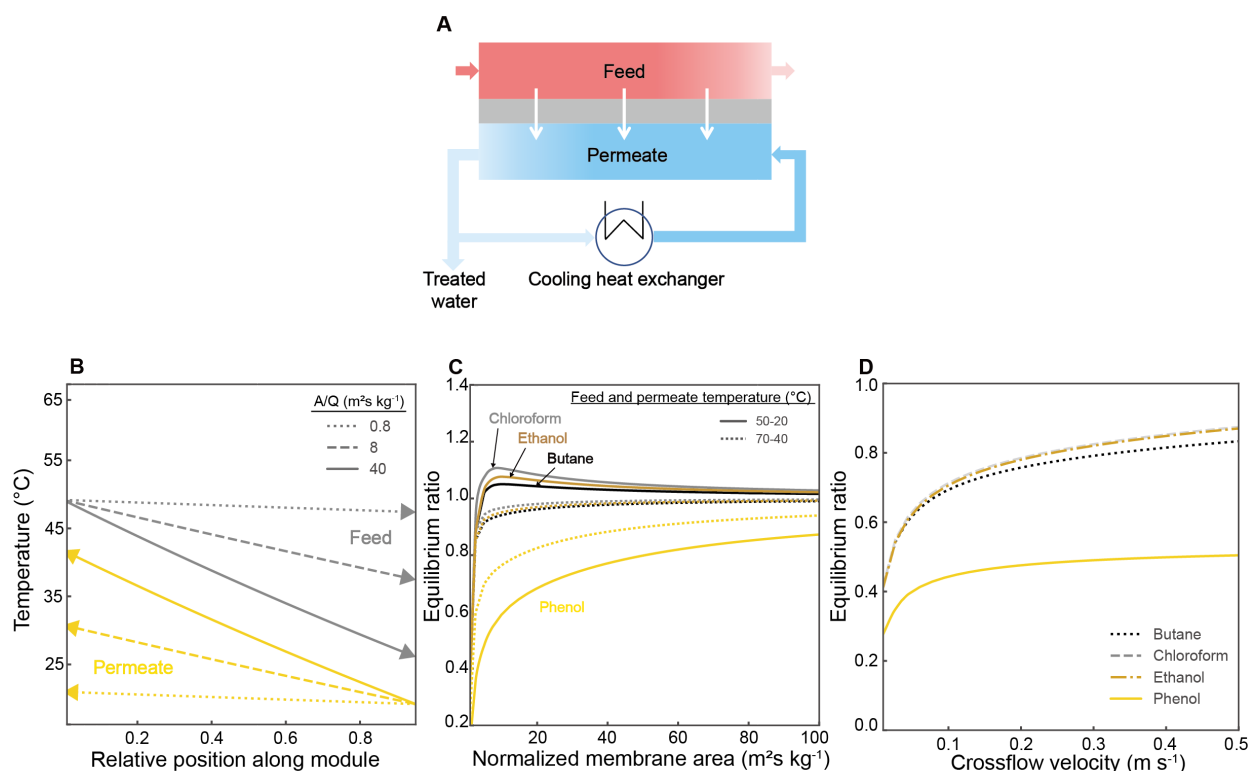 A
Feed
Permeate
Treated
water
Cooling heat exchanger
B
65
55
45
35
25
Temperature (°C)
A/Q (m²s kg⁻¹)
0.8
8
40
Feed
Permeate
0.2
0.4
0.6
0.8
Relative position along module
C
1.4
1.2
1.0
0.8
0.6
0.4
0.2
Equilibrium ratio
Feed and permeate temperature (°C)
50-20
70-40
Chloroform
Ethanol
Butane
Phenol
20
40
60
80
100
Normalized membrane area (m²s kg⁻¹)
D
1.0
0.8
0.6
0.4
0.2
0.0
Equilibrium ratio
Butane
Chloroform
Ethanol
Phenol
0.1
0.2
0.3
0.4
0.5
Crossflow velocity (m s⁻¹)